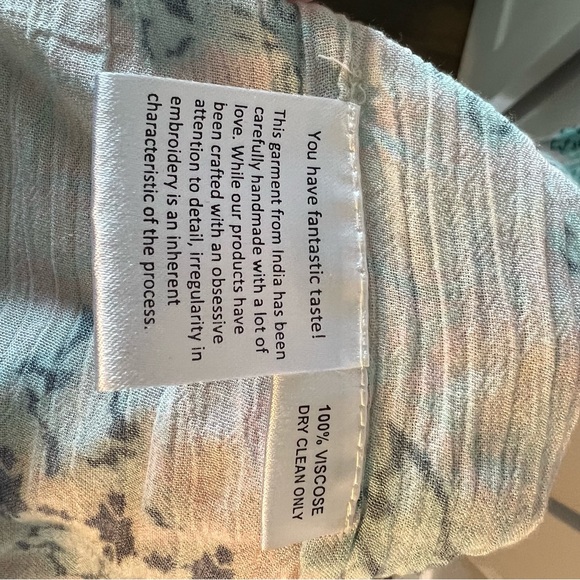 You have fantastic taste!
This garment from India has been
carefully handmade with a lot of
love. While our products have
been crafted with an obsessive
attention to detail, irregularity in
embroidery is an inherent
characteristic of the process.
100% VISCOSE
DRY CLEAN ONLY